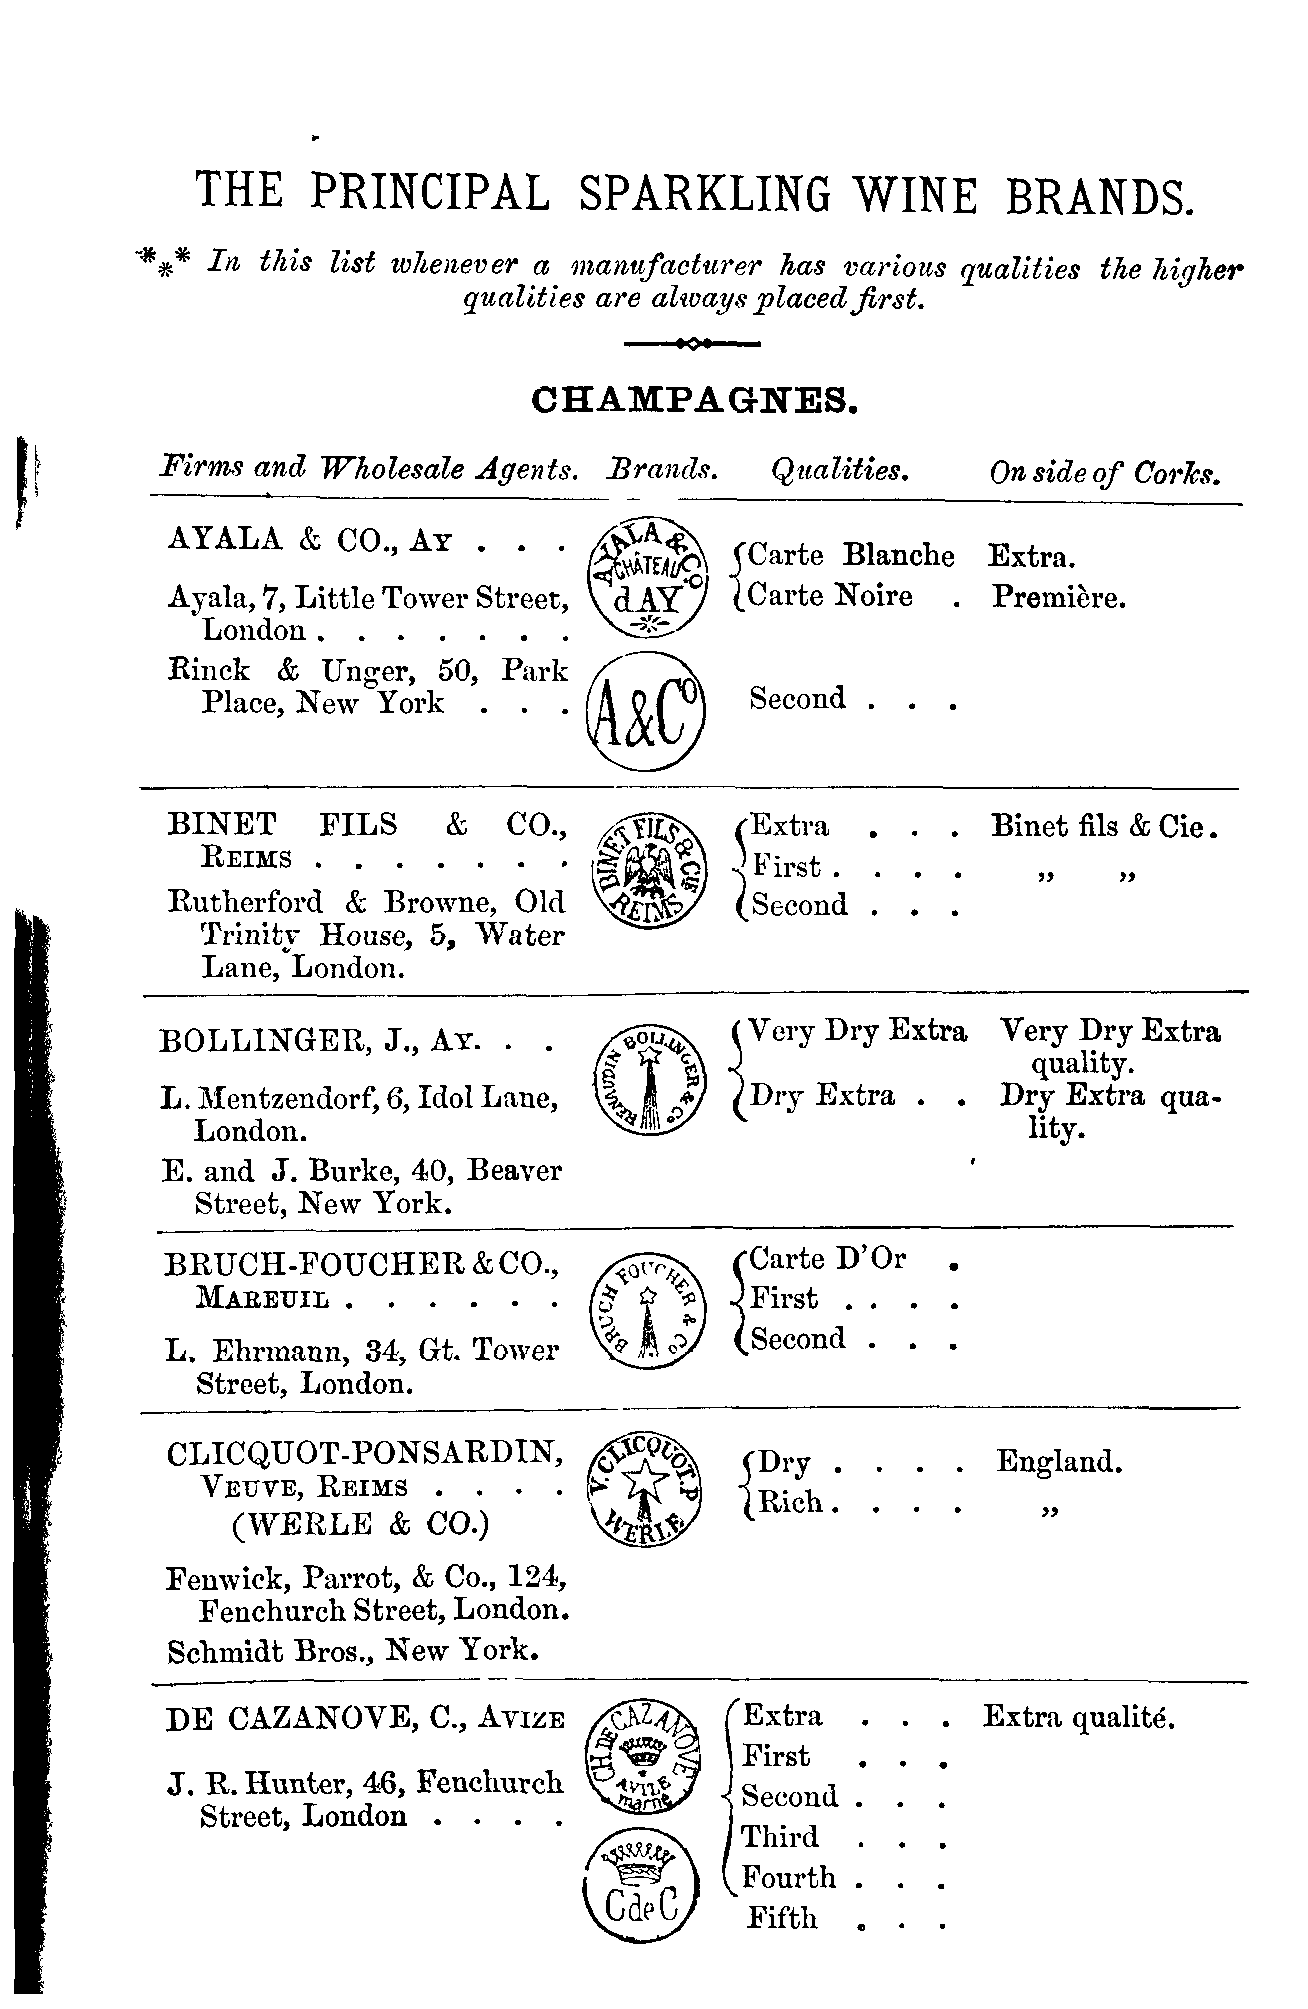 THE PRINCIPAL SPARKLING WINE BRANDS.
*** In this list whenever a manufacturer has various qualities the higher
qualities are always placed first.
CHAMPAGNES.
Firms and Wholesale Agents. Brands. Qualities. On side of Corks.
AYALA & CO., AY . . .
Ayala, 7, Little Tower Street,
London . . . . . . .
Rinck & Unger, 50, Park
Place, New York . . .
AYALA & Co
CHÂTEAU
dAY
A&Co
Carte Blanche Extra.
Carte Noire . Première.
Second . . .
BINET FILS & CO.,
REIMS . . . . . . .
Rutherford & Browne, Old
Trinity House, 5, Water
Lane, London.
BINET FILS & CIE
REIMS
Extra . . . Binet fils & Cie.
First . . . . „ „
Second . . .
BOLLINGER, J., AY. . .
L. Mentzendorf, 6, Idol Lane,
London.
E. and J. Burke, 40, Beaver
Street, New York.
RENAUDIN BOLLINGER & Co
Very Dry Extra Very Dry Extra
quality.
Dry Extra . . Dry Extra qua-
lity.
BRUCH-FOUCHER & CO.,
MAREUIL . . . . . .
L. Ehrmann, 34, Gt. Tower
Street, London.
BRUCH FOUCHER & Co
Carte D'Or .
First . . . .
Second . . .
CLICQUOT-PONSARDIN,
VEUVE, REIMS . . . .
(WERLE & CO.)
Fenwick, Parrot, & Co., 124,
Fenchurch Street, London.
Schmidt Bros., New York.
V. CLICQUOT. P
WERLE
Dry . . . . England.
Rich . . . . „
DE CAZANOVE, C., AVIZE
J. R. Hunter, 46, Fenchurch
Street, London . . . .
CH. DE CAZANOVE
AVIZE
marne
C de C
Extra . . . Extra qualité.
First . . .
Second . . .
Third . . .
Fourth . . .
Fifth . . .